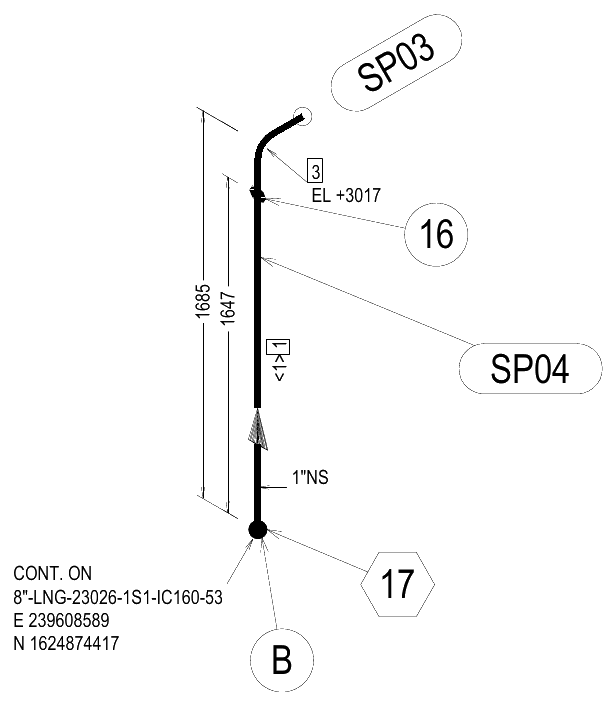 SP03
3
EL +3017
16
1685
1647
<1> 1
SP04
1"NS
CONT. ON
8"-LNG-23026-1S1-IC160-53
E 239608589
N 1624874417
17
B